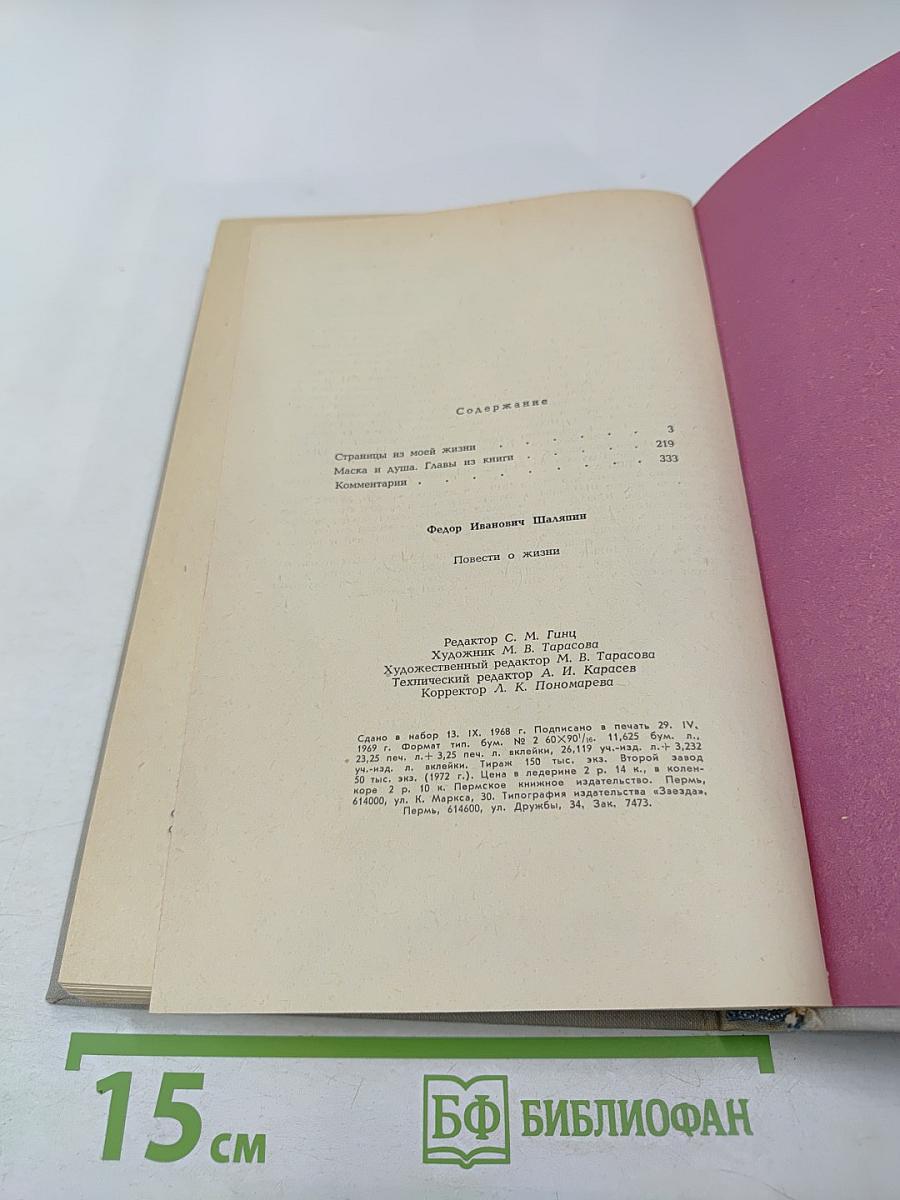 Содержание
Страницы из моей жизни . . . . . . 3
Маска и душа. Главы из книги . . . . . 219
Комментарии . . . . . . . . . 333
Федор Иванович Шаляпин
Повести о жизни
Редактор С. М. Гинц
Художник М. В. Тарасова
Художественный редактор М. В. Тарасова
Технический редактор А. И. Карасев
Корректор Л. К. Пономарева
Сдано в набор 13. IX. 1968 г. Подписано в печать 29. IV.
1969 г. Формат тип. бум. № 2 60×90¹/₁₆. 11,625 бум. л.,
23,25 печ. л.+ 3,25 печ. л. вклейки, 26,119 уч.-изд. л.+ 3,232
уч.-изд. л. вклейки. Тираж 150 тыс. экз. Второй завод
50 тыс. экз. (1972 г.). Цена в ледерине 2 р. 14 к., в колен-
коре 2 р. 10 к. Пермское книжное издательство. Пермь,
614000, ул. К. Маркса, 30. Типография издательства «Звезда»,
Пермь, 614600, ул. Дружбы, 34, Зак. 7473.
15 см
БФ БИБЛИОФАН